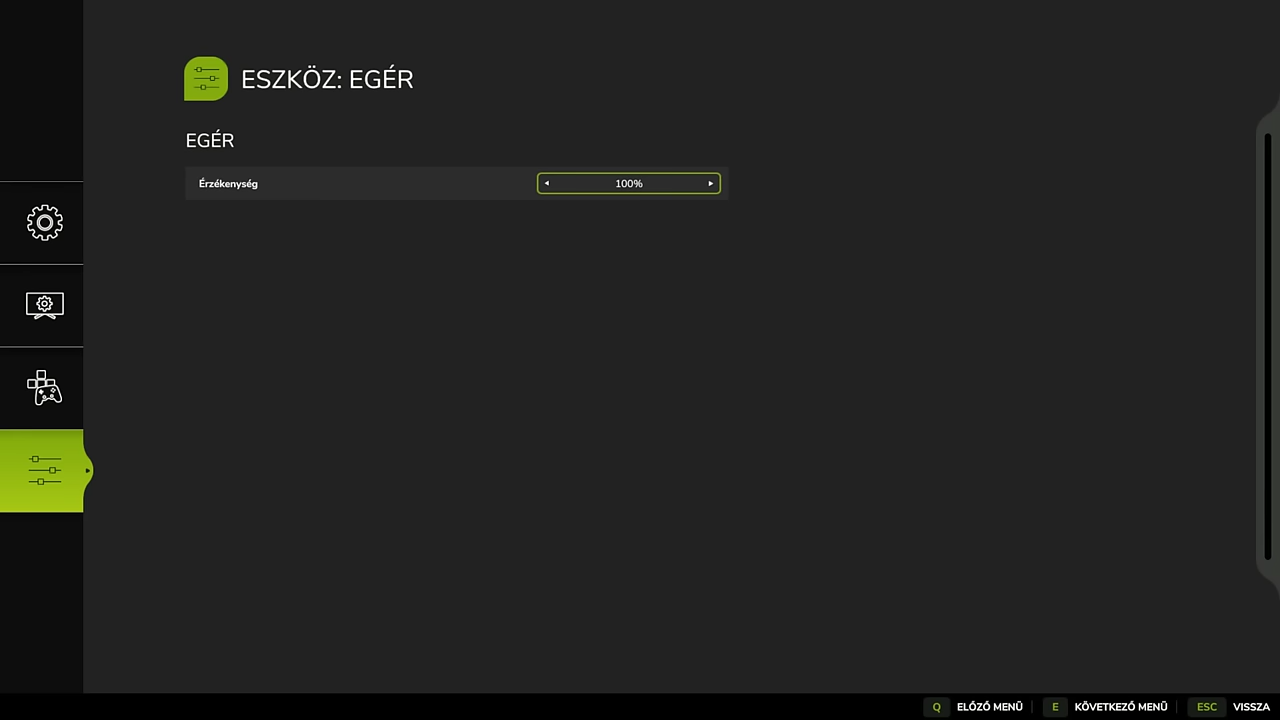 ESZKÖZ: EGÉR
EGÉR
Érzékenység 100%
Q ELŐZŐ MENÜ E KÖVETKEZŐ MENÜ ESC VISSZA